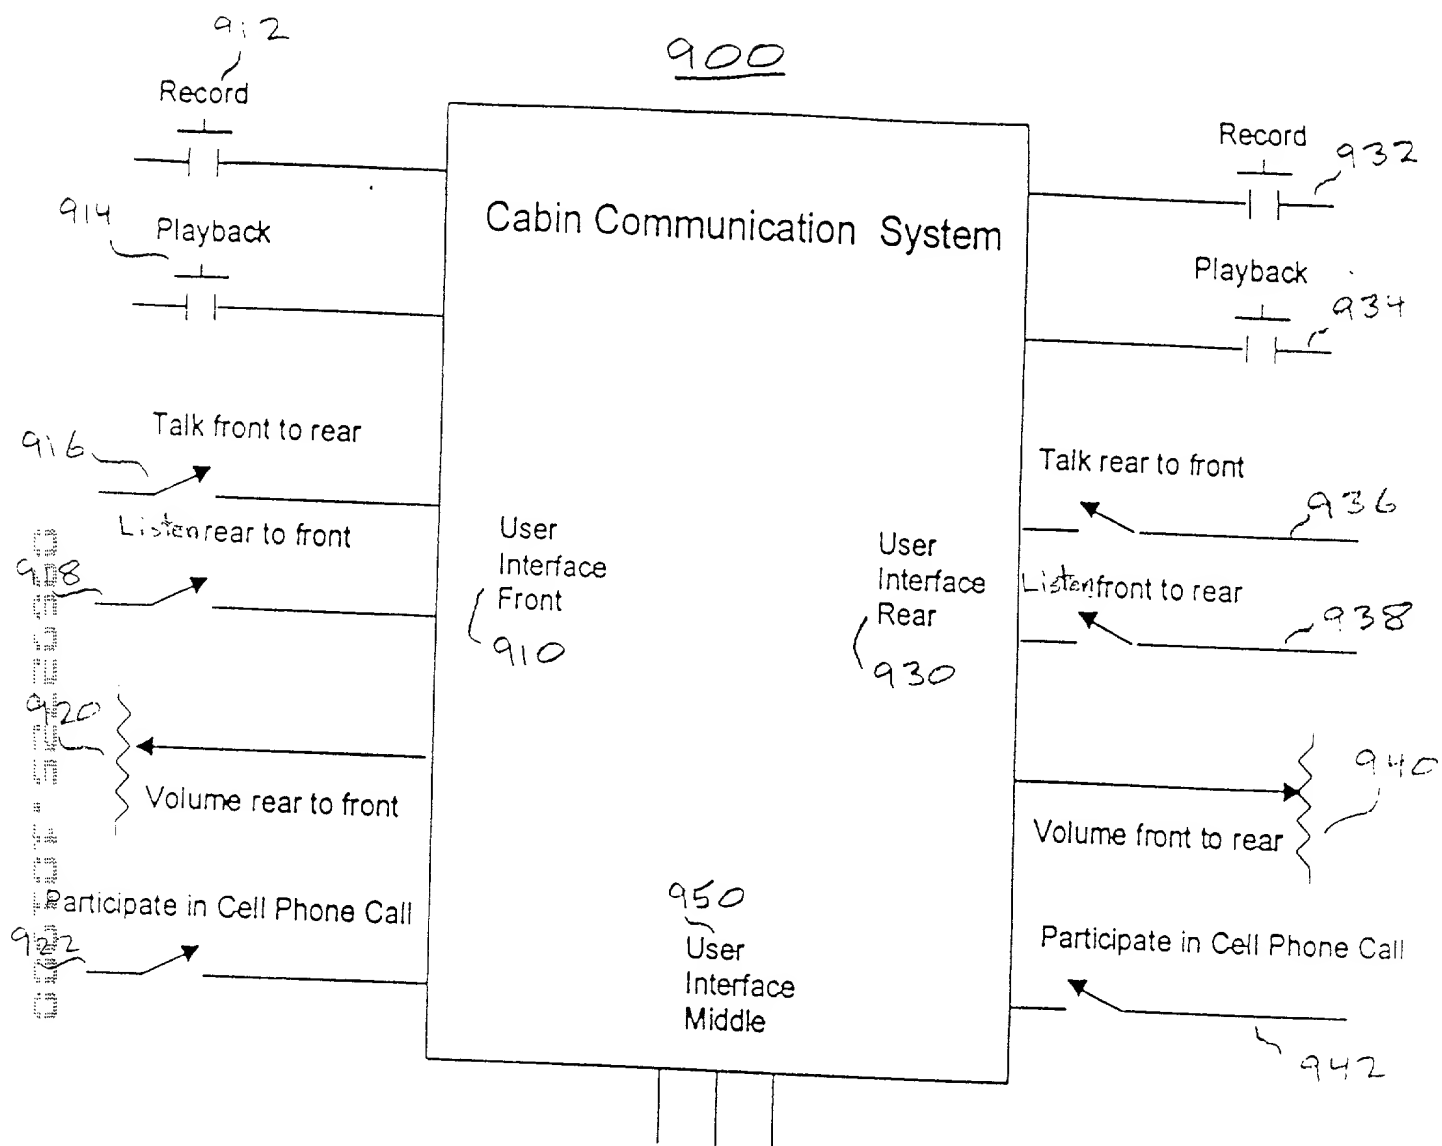 900
912
Record
914
Playback
916
Talk front to rear
Listen rear to front
918
920
Volume rear to front
Participate in Cell Phone Call
922
Cabin Communication System
User
Interface
Front
910
User
Interface
Rear
930
950
User
Interface
Middle
Record
932
Playback
934
Talk rear to front
936
Listen front to rear
938
940
Volume front to rear
Participate in Cell Phone Call
942